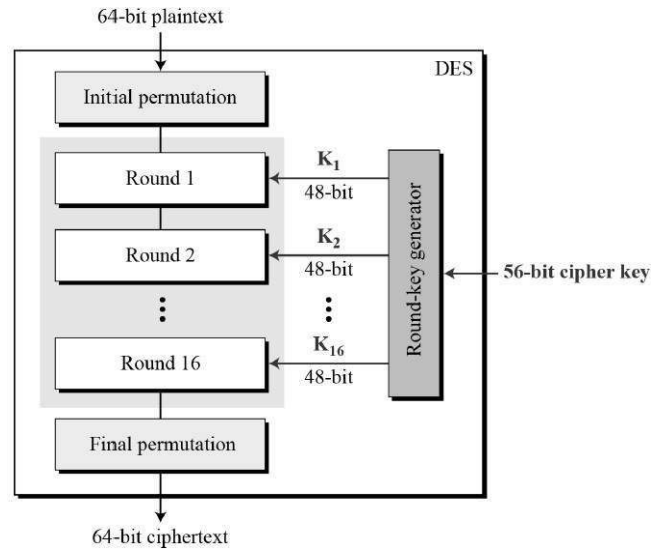 64-bit plaintext
DES
Initial permutation
K1
Round 1
48-bit
K2
Round 2
48-bit
Round-key generator
56-bit cipher key
K16
Round 16
48-bit
Final permutation
64-bit ciphertext